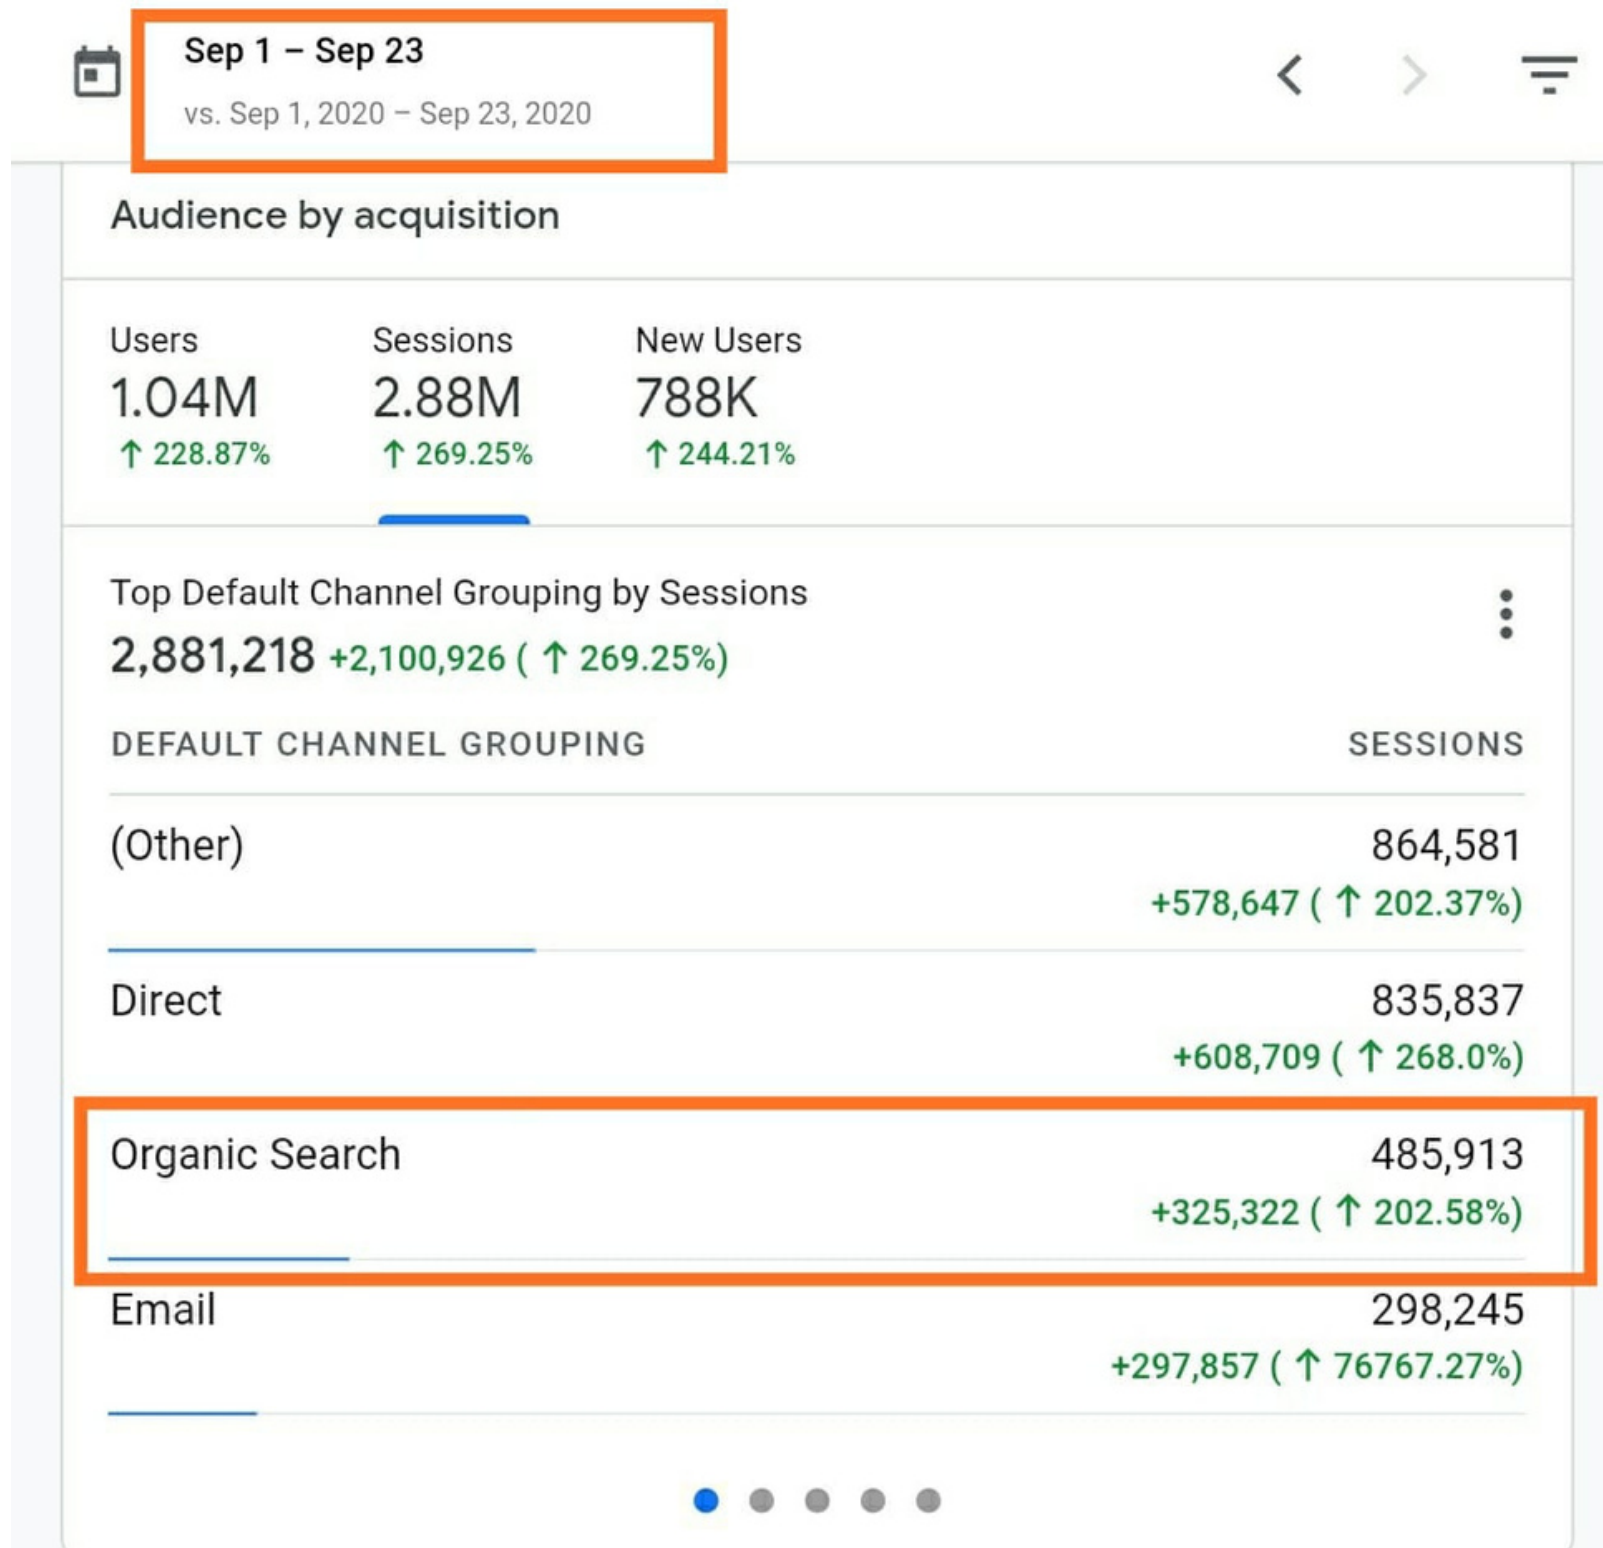 Sep 1 – Sep 23
vs. Sep 1, 2020 – Sep 23, 2020
Audience by acquisition
Users Sessions New Users
1.04M 2.88M 788K
↑ 228.87% ↑ 269.25% ↑ 244.21%
Top Default Channel Grouping by Sessions
2,881,218 +2,100,926 ( ↑ 269.25%)
DEFAULT CHANNEL GROUPING SESSIONS
(Other) 864,581
+578,647 ( ↑ 202.37%)
Direct 835,837
+608,709 ( ↑ 268.0%)
Organic Search 485,913
+325,322 ( ↑ 202.58%)
Email 298,245
+297,857 ( ↑ 76767.27%)